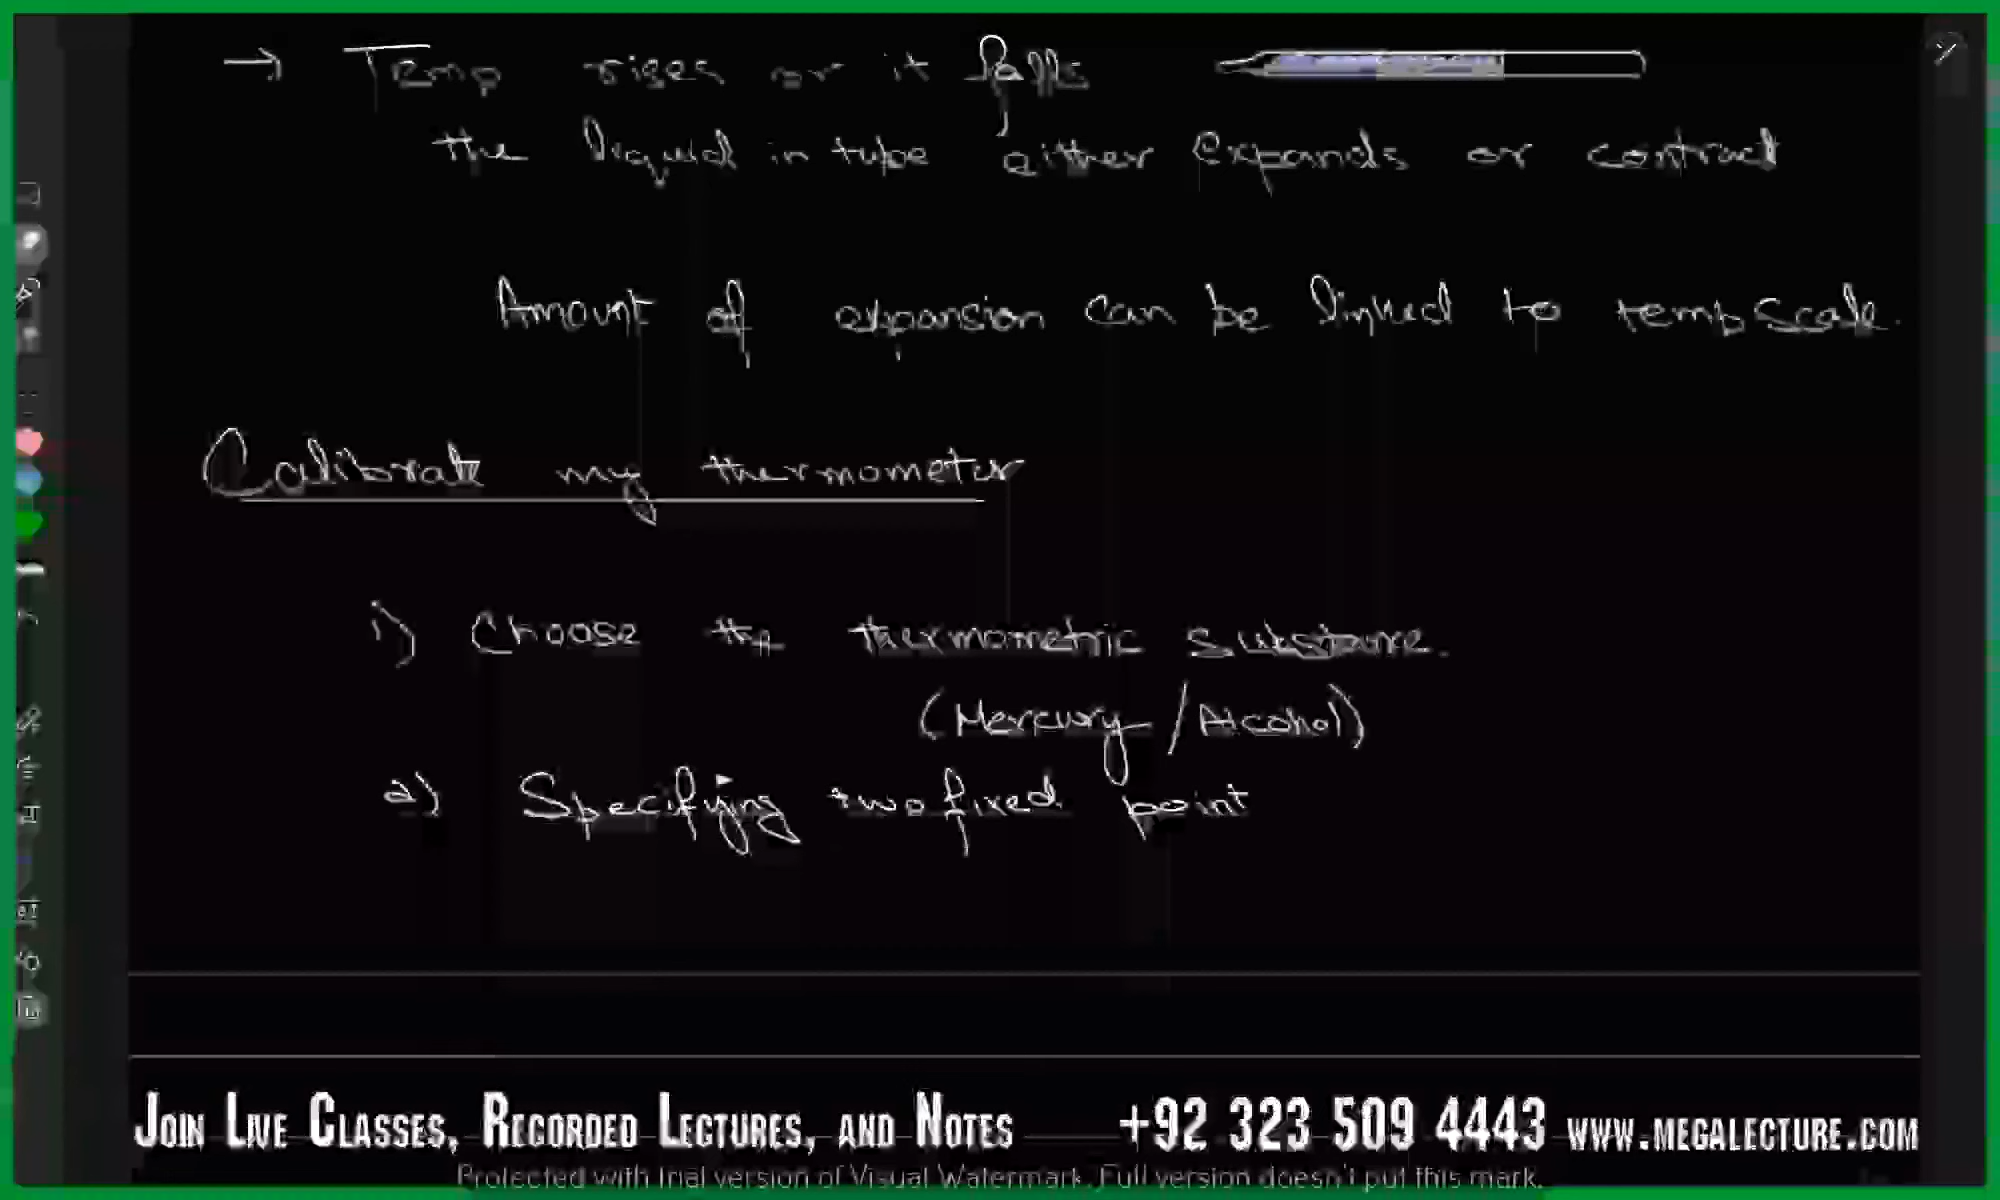 → Temp rises or it falls
the liquid in tube either expands or contract
Amount of expansion can be linked to temp scale.
Calibrate my thermometer
i) Choose the thermometric substance.
(Mercury / Alcohol)
2) Specifying two fixed point
JOIN LIVE CLASSES, RECORDED LECTURES, AND NOTES +92 323 509 4443 WWW.MEGALECTURE.COM
Protected with trial version of Visual Watermark. Full version doesn't put this mark.